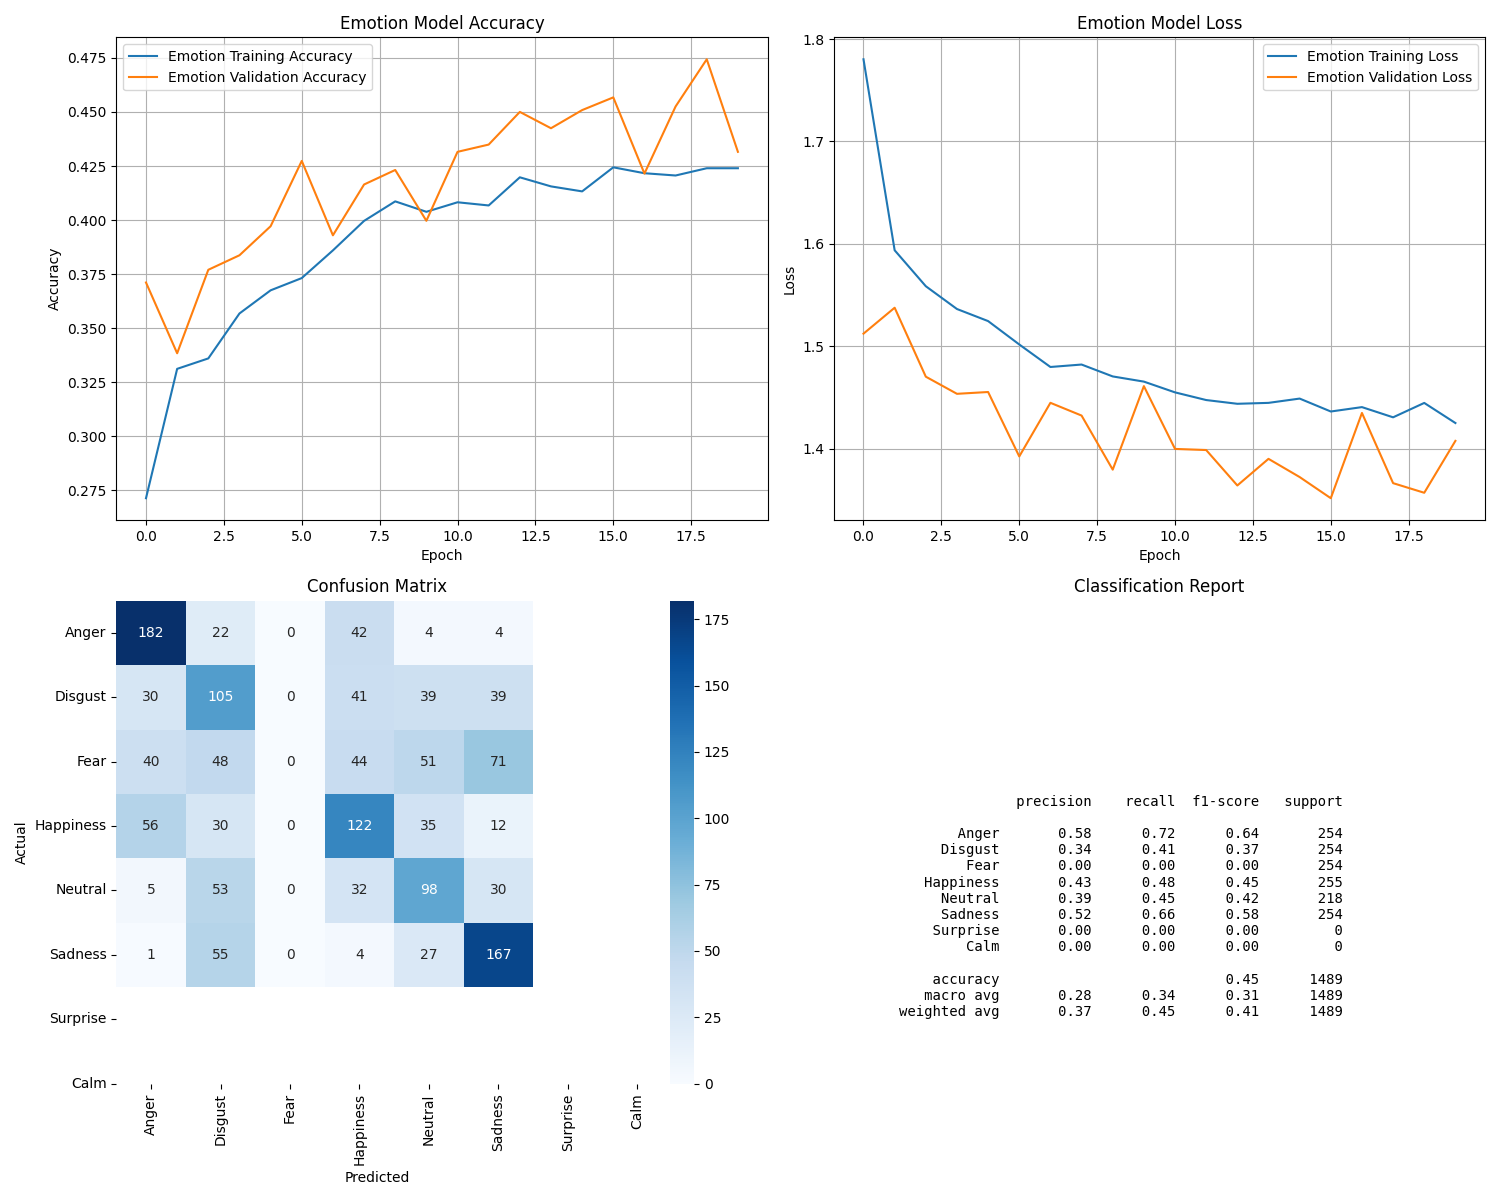 Emotion Model Accuracy
Emotion Training Accuracy
Emotion Validation Accuracy
0.475
0.450
0.425
0.400
0.375
0.350
0.325
0.300
0.275
Accuracy
0.0 2.5 5.0 7.5 10.0 12.5 15.0 17.5
Epoch
Emotion Model Loss
Emotion Training Loss
Emotion Validation Loss
1.8
1.7
1.6
1.5
1.4
Loss
0.0 2.5 5.0 7.5 10.0 12.5 15.0 17.5
Epoch
Confusion Matrix
Actual
Anger 182 22 0 42 4 4
Disgust 30 105 0 41 39 39
Fear 40 48 0 44 51 71
Happiness 56 30 0 122 35 12
Neutral 5 53 0 32 98 30
Sadness 1 55 0 4 27 167
Surprise
Calm
Anger Disgust Fear Happiness Neutral Sadness Surprise Calm
Predicted
175
150
125
100
75
50
25
0
Classification Report
precision recall f1-score support
Anger 0.58 0.72 0.64 254
Disgust 0.34 0.41 0.37 254
Fear 0.00 0.00 0.00 254
Happiness 0.43 0.48 0.45 255
Neutral 0.39 0.45 0.42 218
Sadness 0.52 0.66 0.58 254
Surprise 0.00 0.00 0.00 0
Calm 0.00 0.00 0.00 0
accuracy 0.45 1489
macro avg 0.28 0.34 0.31 1489
weighted avg 0.37 0.45 0.41 1489